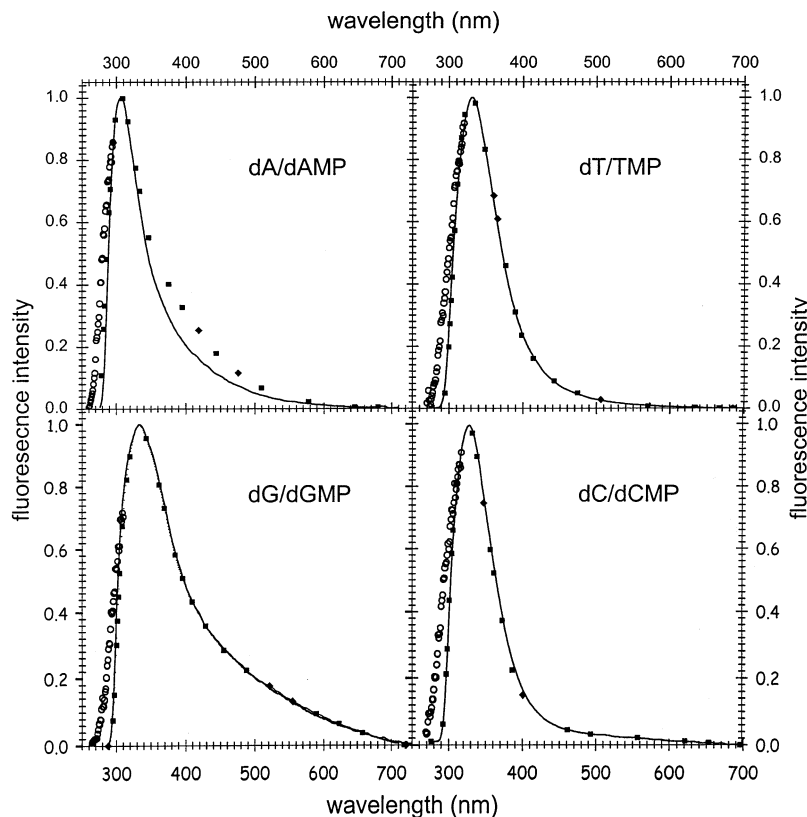 wavelength (nm)
300 400 500 600 700 300 400 500 600 700
1.0 1.0
dA/dAMP dT/TMP
0.8 0.8
0.6 0.6
0.4 0.4
0.2 0.2
0.0 0.0
fluoresecnce intensity
fluorescence intensity
1.0 1.0
dG/dGMP dC/dCMP
0.8 0.8
0.6 0.6
0.4 0.4
0.2 0.2
0.0 0.0
300 400 500 600 700 300 400 500 600 700
wavelength (nm) wavelength (nm)